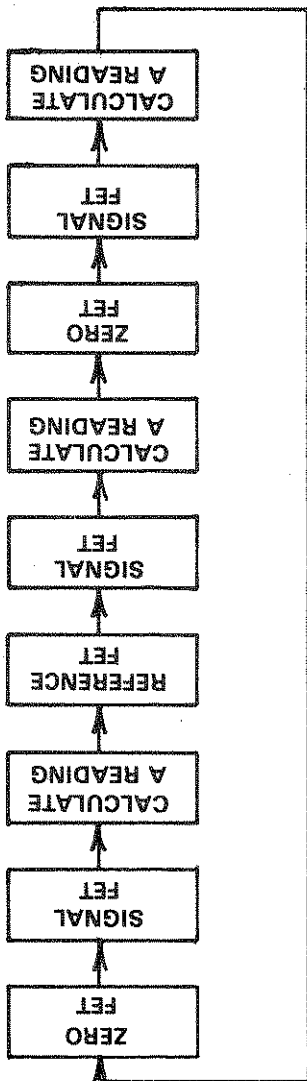 ZERO
FET
SIGNAL
FET
CALCULATE
A READING
REFERENCE
FET
SIGNAL
FET
CALCULATE
A READING
ZERO
FET
SIGNAL
FET
CALCULATE
A READING